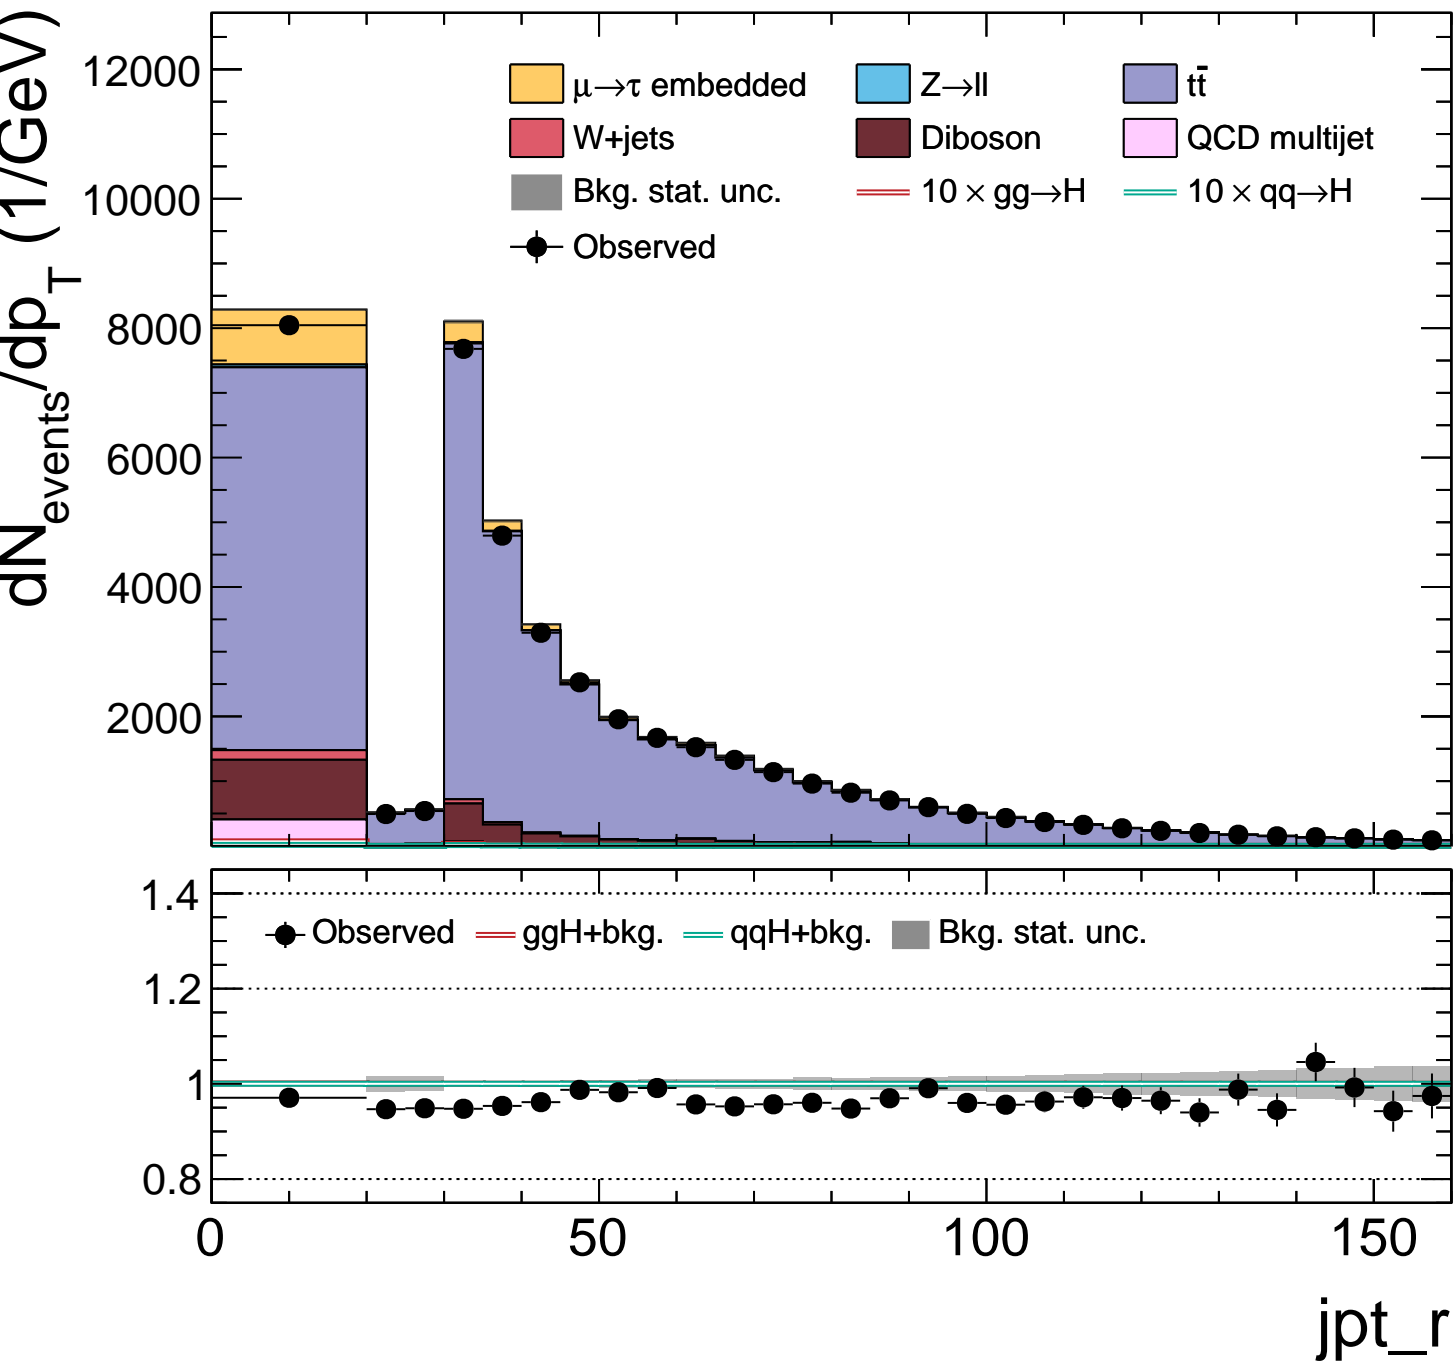 dN_events/dp_T (1/GeV)
12000
10000
8000
6000
4000
2000
μ→τ embedded
Z→ll
tt̄
W+jets
Diboson
QCD multijet
Bkg. stat. unc.
10 × gg→H
10 × qq→H
Observed
1.4
1.2
1
0.8
Observed
ggH+bkg.
qqH+bkg.
Bkg. stat. unc.
0
50
100
150
jpt_r